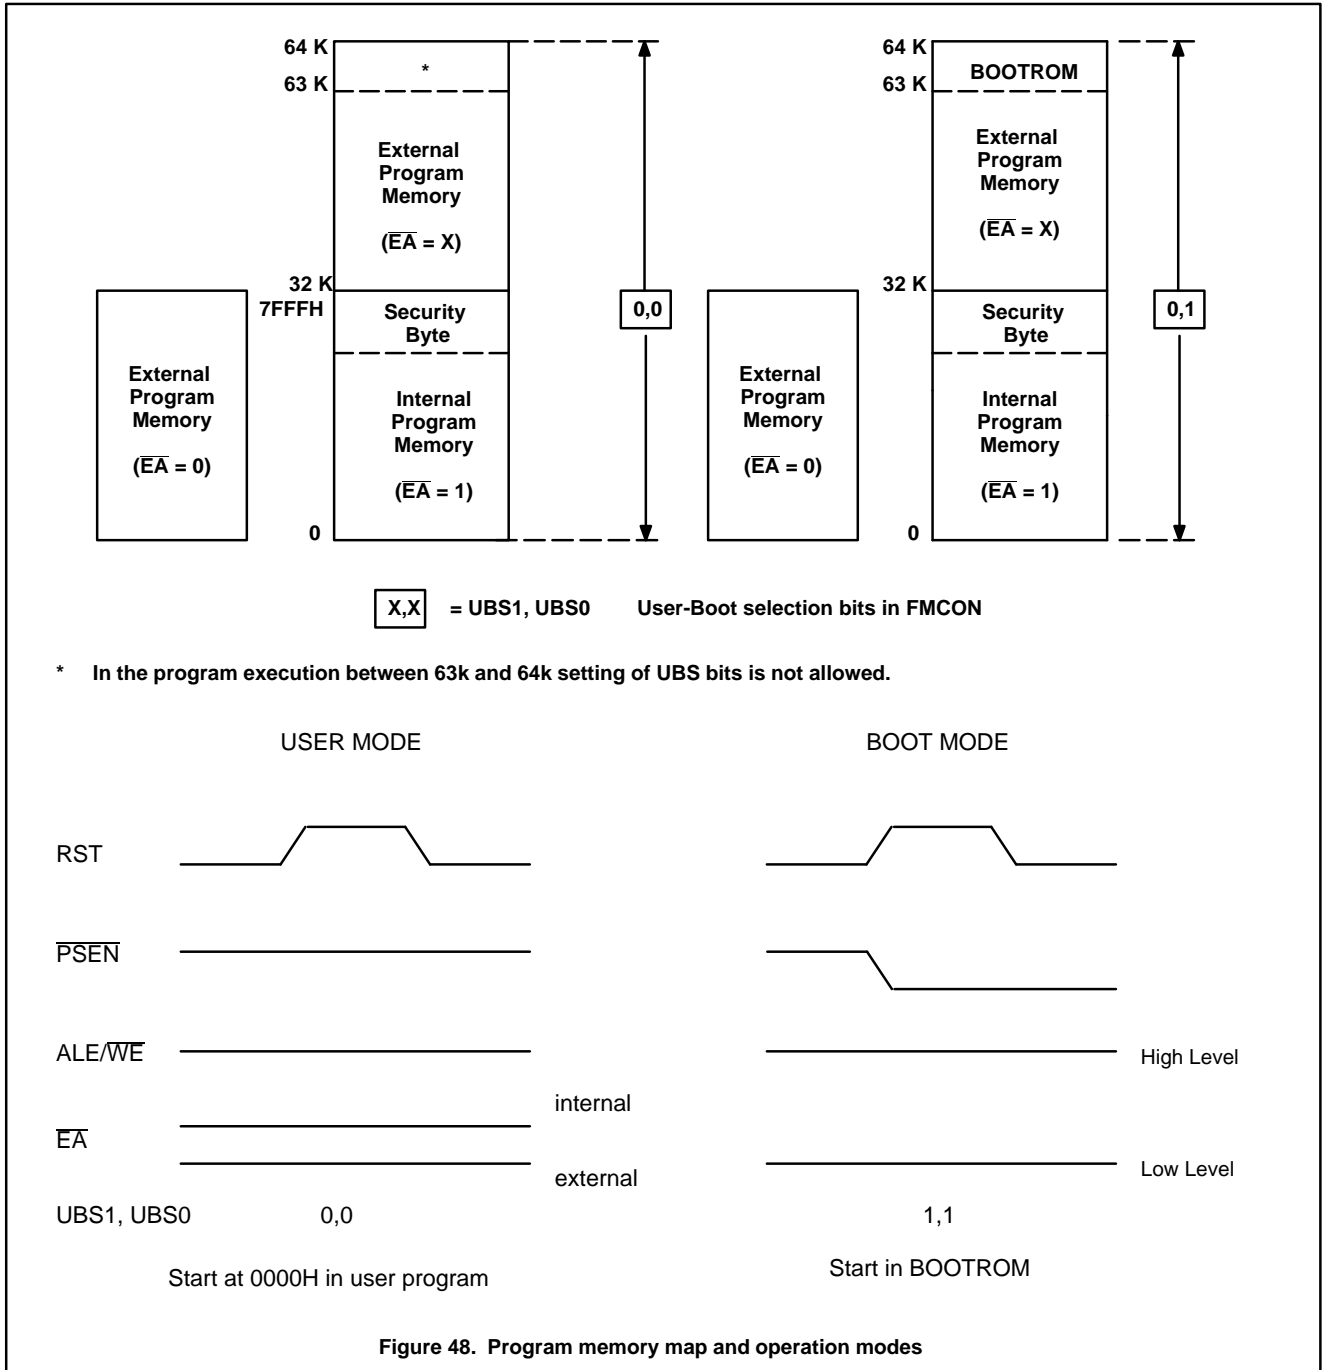 64 K
*
63 K
External
Program
Memory
(EA = X)
32 K
7FFFH
Security
Byte
0,0
External
Program
Memory
(EA = 0)
Internal
Program
Memory
(EA = 1)
0
64 K
BOOTROM
63 K
External
Program
Memory
(EA = X)
32 K
Security
Byte
0,1
External
Program
Memory
(EA = 0)
Internal
Program
Memory
(EA = 1)
0
X,X = UBS1, UBS0 User-Boot selection bits in FMCON
* In the program execution between 63k and 64k setting of UBS bits is not allowed.
USER MODE BOOT MODE
RST
PSEN
ALE/WE High Level
internal
EA
external Low Level
UBS1, UBS0 0,0 1,1
Start at 0000H in user program Start in BOOTROM
Figure 48. Program memory map and operation modes